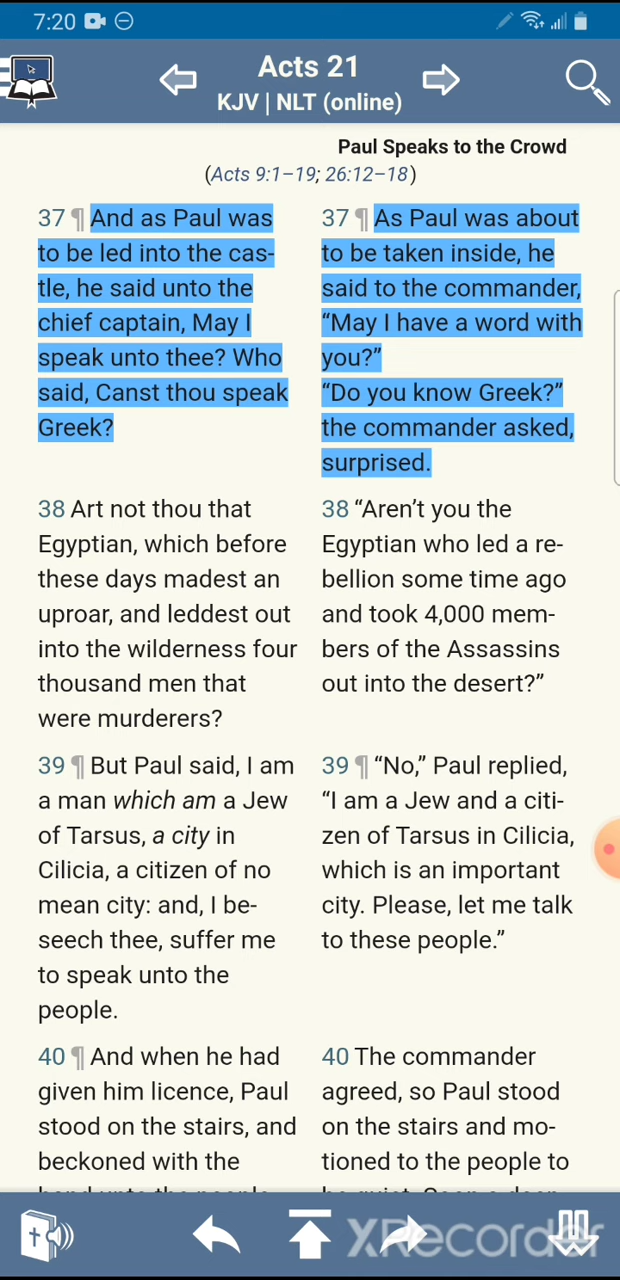 7:20
Acts 21
KJV | NLT (online)
Paul Speaks to the Crowd
(Acts 9:1–19; 26:12–18)
37 ¶ And as Paul was
to be led into the cas-
tle, he said unto the
chief captain, May I
speak unto thee? Who
said, Canst thou speak
Greek?
37 ¶ As Paul was about
to be taken inside, he
said to the commander,
“May I have a word with
you?”
“Do you know Greek?”
the commander asked,
surprised.
38 Art not thou that
Egyptian, which before
these days madest an
uproar, and leddest out
into the wilderness four
thousand men that
were murderers?
38 “Aren’t you the
Egyptian who led a re-
bellion some time ago
and took 4,000 mem-
bers of the Assassins
out into the desert?”
39 ¶ But Paul said, I am
a man which am a Jew
of Tarsus, a city in
Cilicia, a citizen of no
mean city: and, I be-
seech thee, suffer me
to speak unto the
people.
39 ¶ “No,” Paul replied,
“I am a Jew and a citi-
zen of Tarsus in Cilicia,
which is an important
city. Please, let me talk
to these people.”
40 ¶ And when he had
given him licence, Paul
stood on the stairs, and
beckoned with the
40 The commander
agreed, so Paul stood
on the stairs and mo-
tioned to the people to
XRecorder